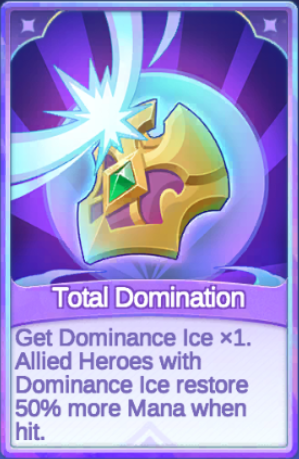 Total Domination
Get Dominance Ice ×1.
Allied Heroes with
Dominance Ice restore
50% more Mana when
hit.